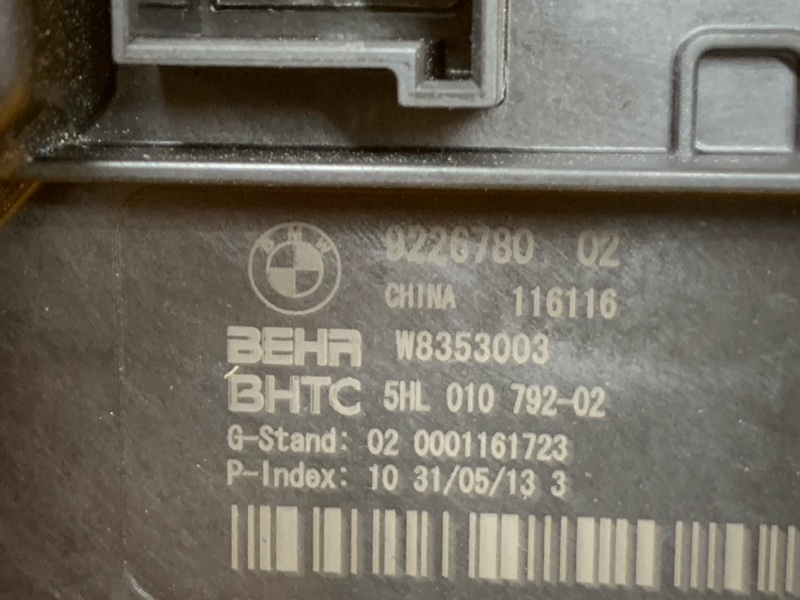 BMW
9226780 02
CHINA 116116
BEHR W8353003
BHTC 5HL 010 792-02
G-Stand: 02 0001161723
P-Index: 10 31/05/13 3